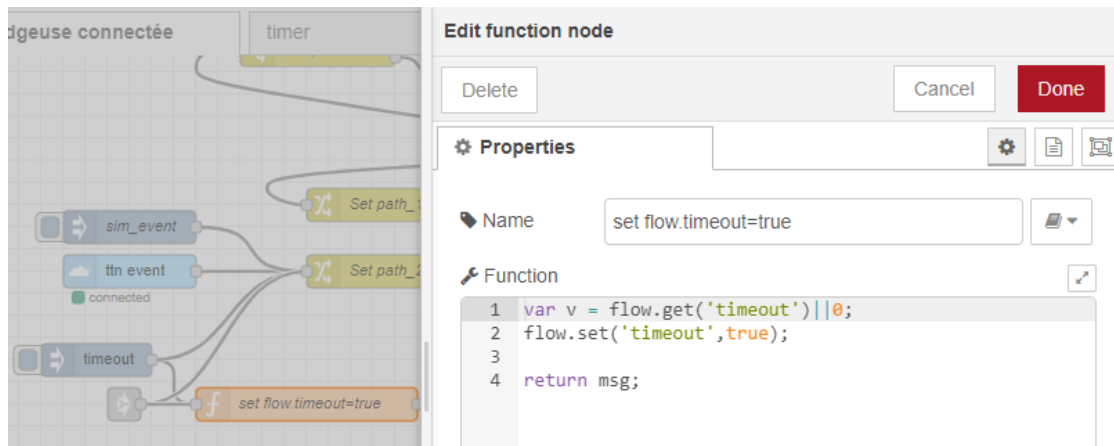 dgeuse connectée
timer
Edit function node
Delete
Cancel
Done
Properties
Name
set flow.timeout=true
Function
1 var v = flow.get('timeout')||0;
2 flow.set('timeout',true);
3
4 return msg;
Set path_1
sim_event
ttn event
Set path_2
connected
timeout
f
set flow.timeout=true